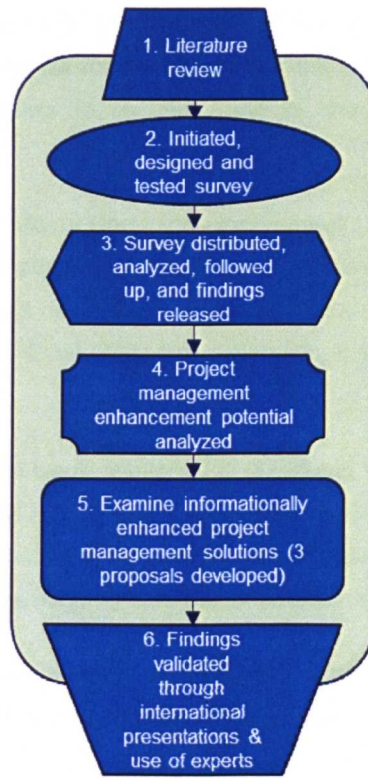 1. Literature
review
2. Initiated,
designed and
tested survey
3. Survey distributed,
analyzed, followed
up, and findings
released
4. Project
management
enhancement potential
analyzed
5. Examine informationally
enhanced project
management solutions (3
proposals developed)
6. Findings
validated
through
international
presentations &
use of experts